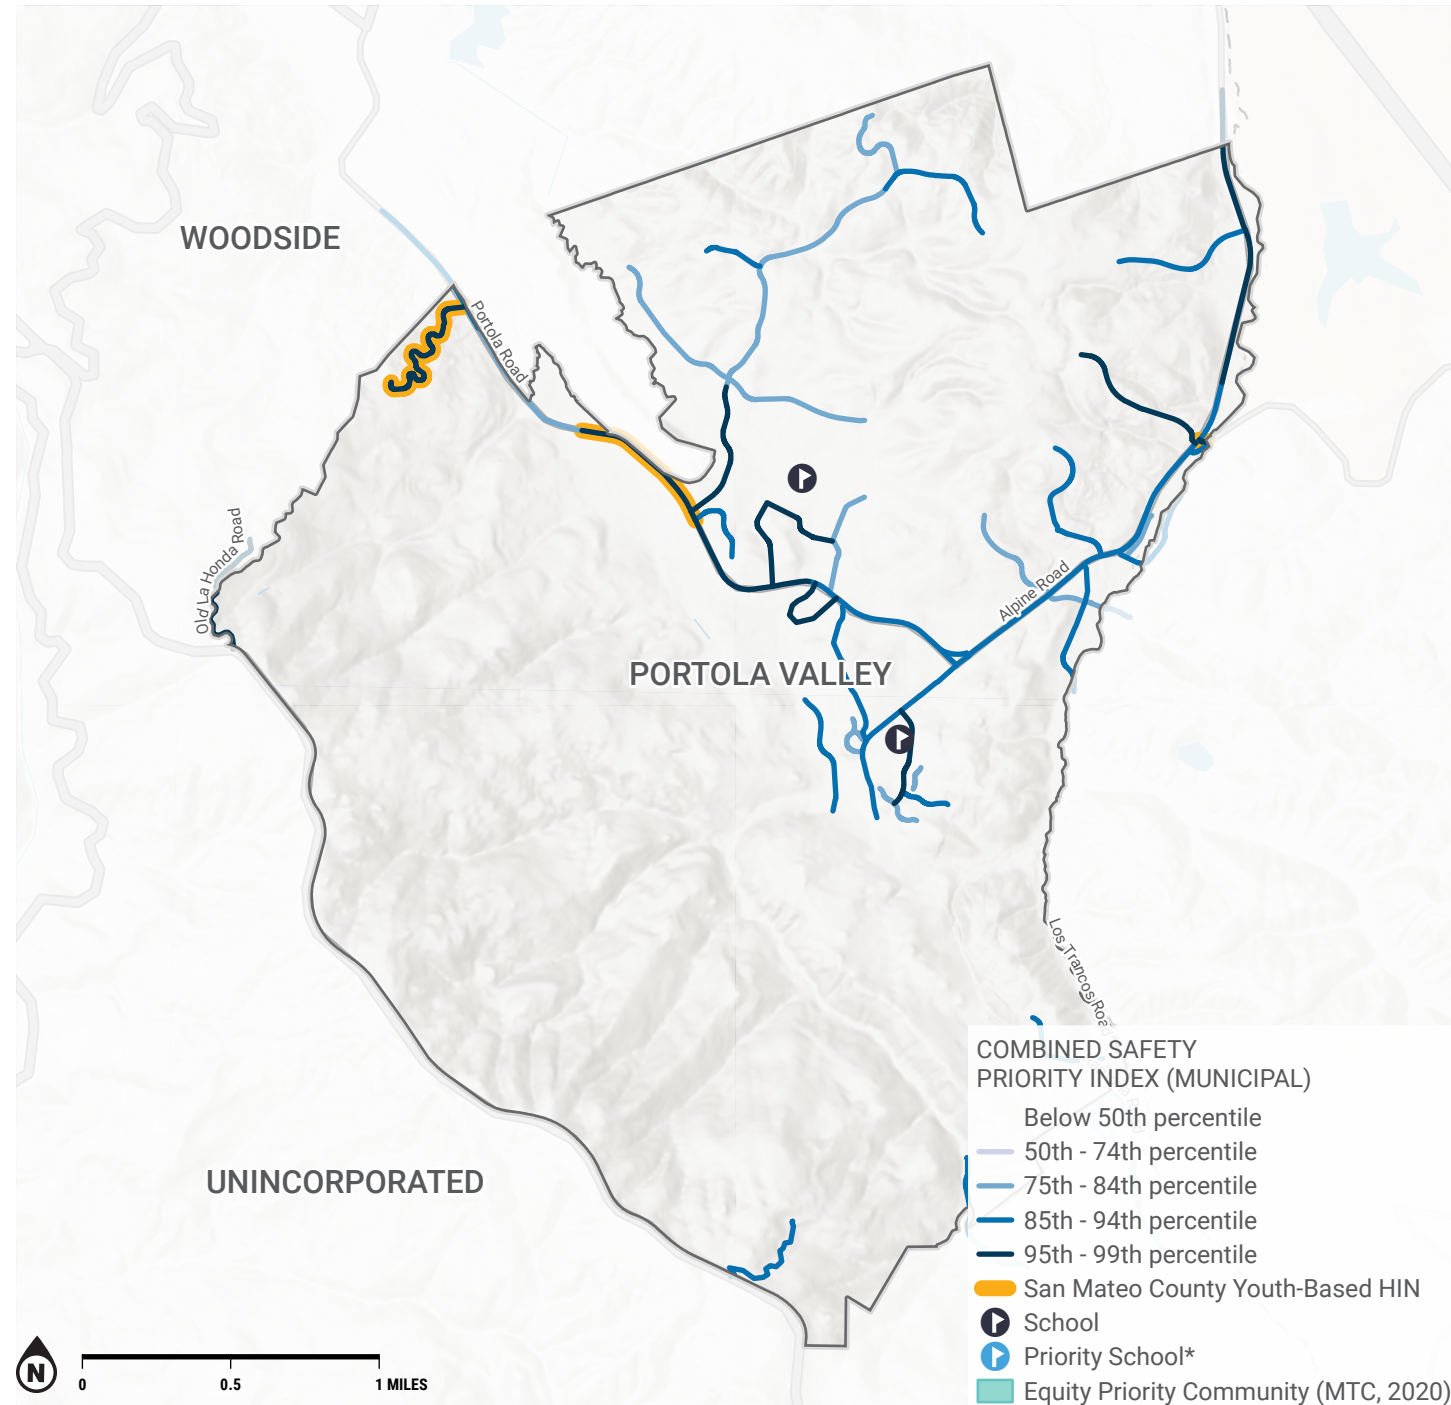 WOODSIDE
Portola Road
Old La Honda Road
Alpine Road
PORTOLA VALLEY
Los Trancos Roa
COMBINED SAFETY
PRIORITY INDEX (MUNICIPAL)
Below 50th percentile
50th - 74th percentile
75th - 84th percentile
85th - 94th percentile
95th - 99th percentile
San Mateo County Youth-Based HIN
School
Priority School*
Equity Priority Community (MTC, 2020)
UNINCORPORATED
N
0 0.5 1 MILES